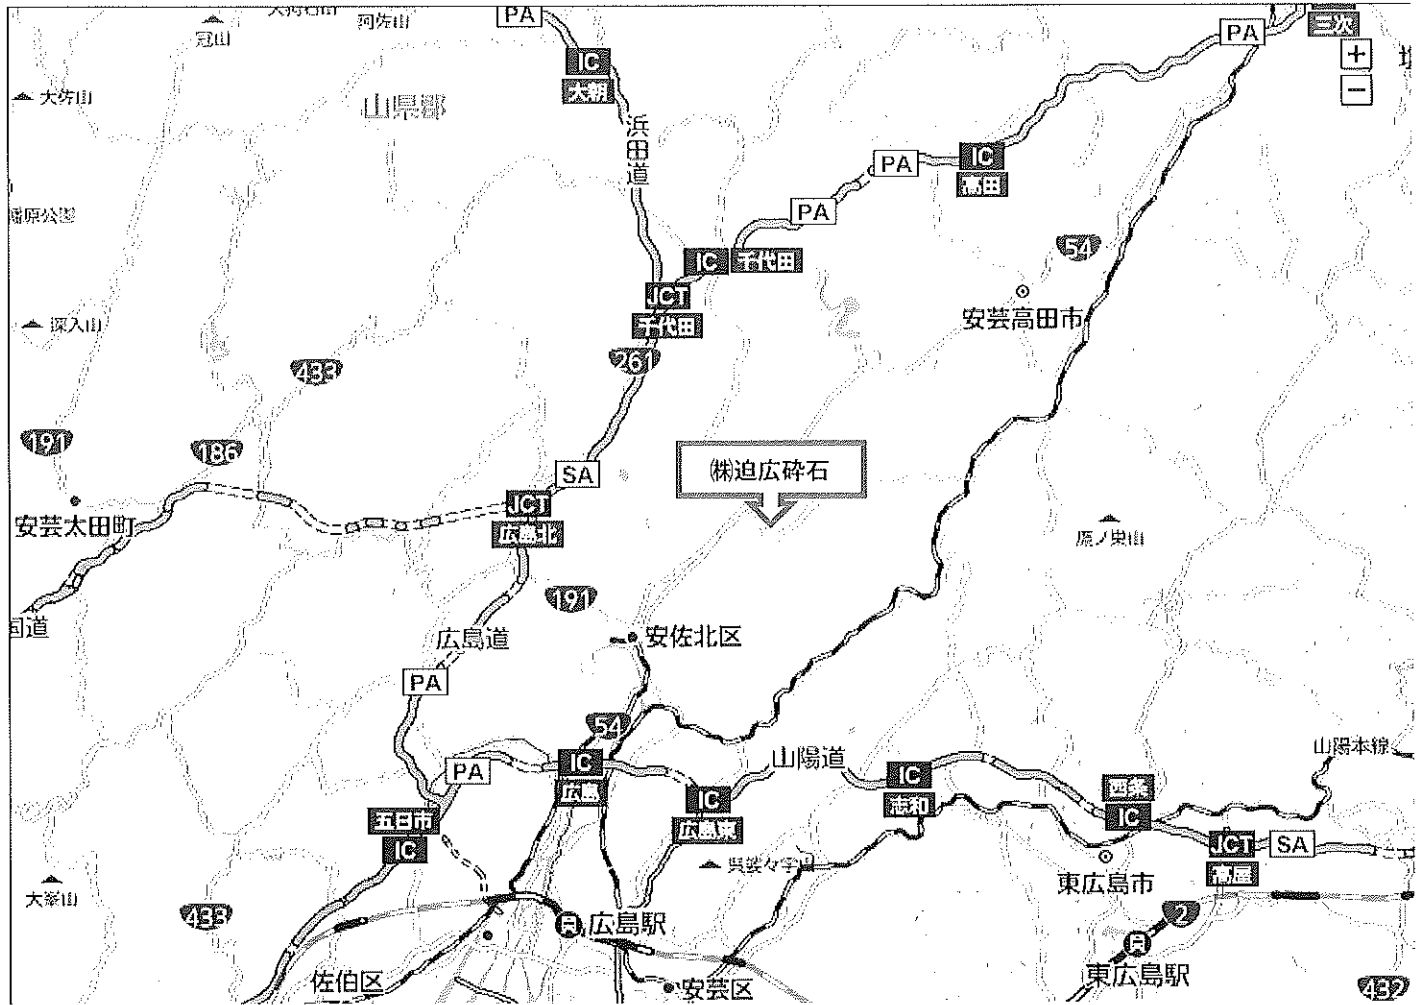 冠山
阿佐山
PA
IC
大朝
PA
三次
+
−
大佐山
山県郡
浜田道
PA
IC
高田
PA
54
IC
千代田
JCT
千代田
安芸高田市
深入山
261
433
191
186
SA
㈱迫広砕石
安芸太田町
JCT
広島北
191
国道
広島道
安佐北区
PA
54
山陽道
山陽本線
PA
IC
広島
IC
広島東
IC
志和
西条
IC
五日市
IC
JCT
高屋
SA
東広島市
大峯山
433
広島駅
2
東広島駅
佐伯区
安芸区
432